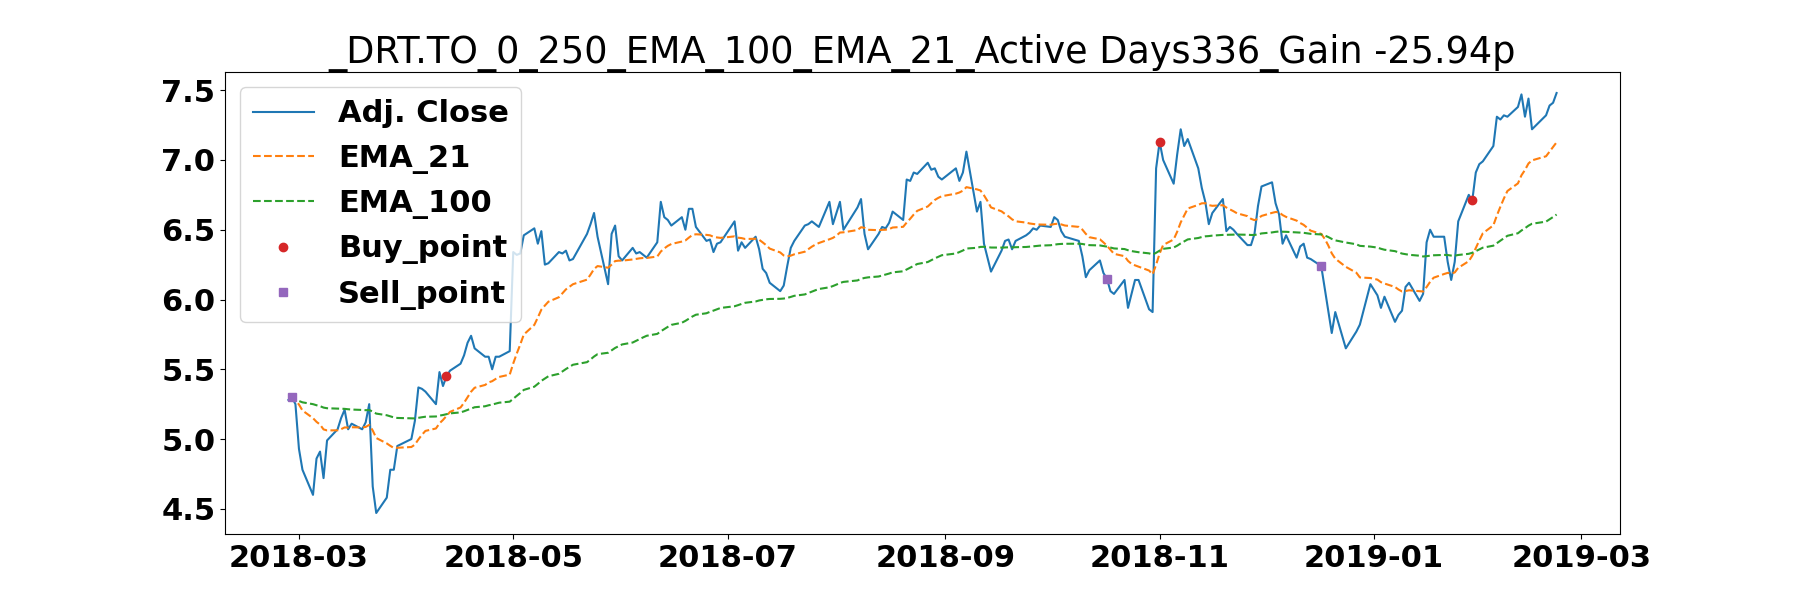 _DRT.TO_0_250_EMA_100_EMA_21_Active Days336_Gain -25.94p
7.5
7.0
6.5
6.0
5.5
5.0
4.5
Adj. Close
EMA_21
EMA_100
Buy_point
Sell_point
2018-03 2018-05 2018-07 2018-09 2018-11 2019-01 2019-03